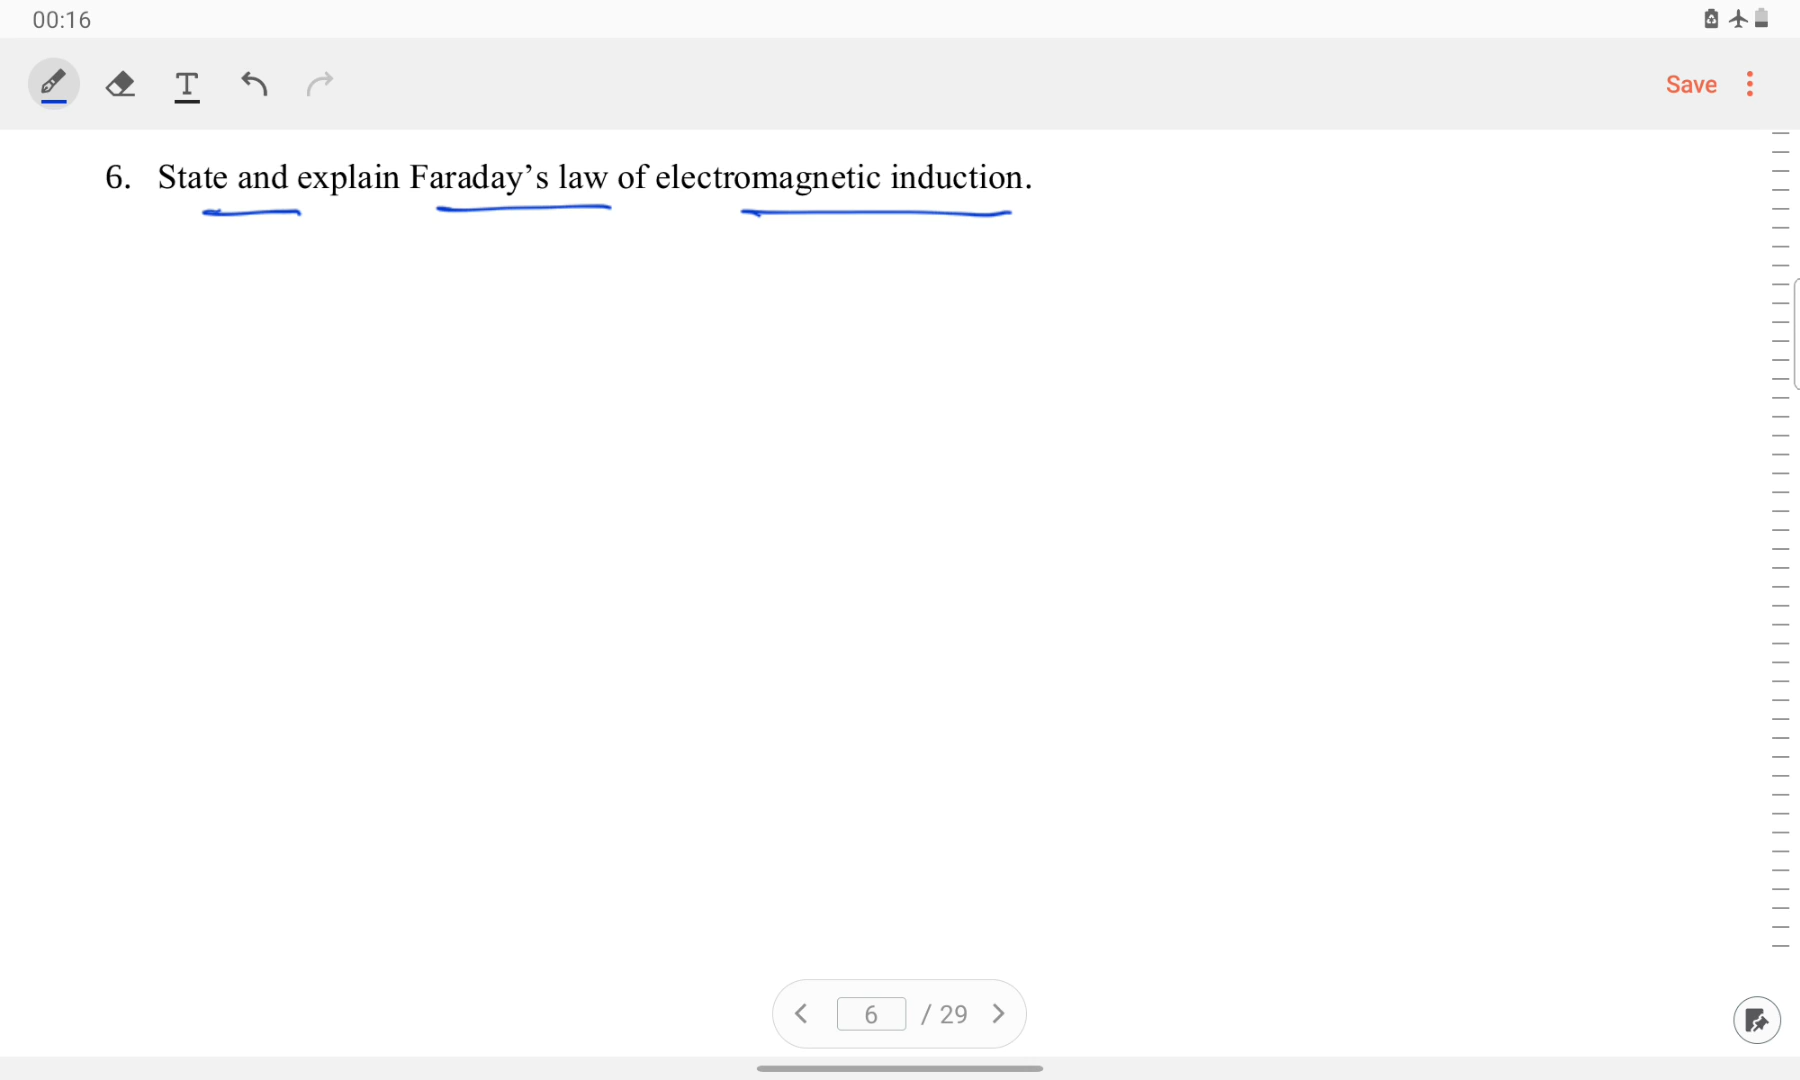 00:16
T
Save
6. State and explain Faraday’s law of electromagnetic induction.
6 / 29